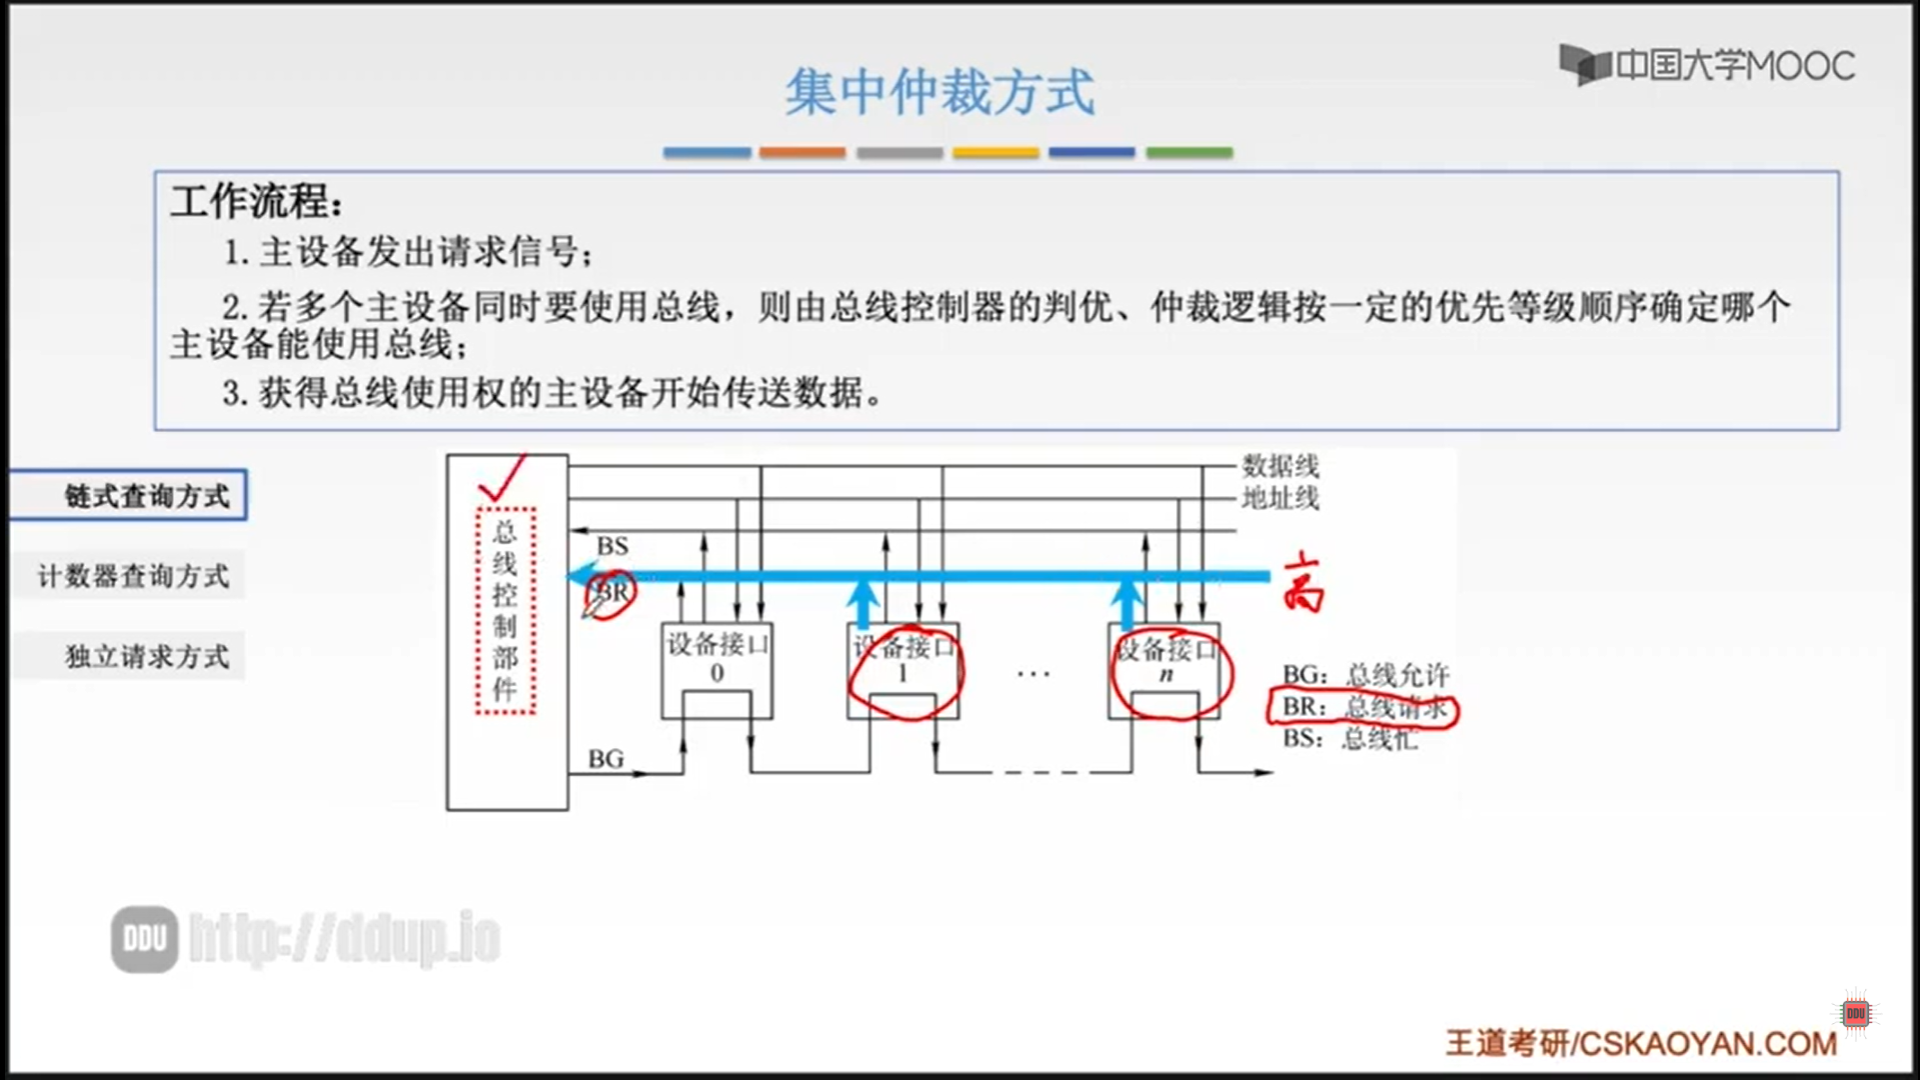 中国大学MOOC
集中仲裁方式
工作流程：
1. 主设备发出请求信号；
2. 若多个主设备同时要使用总线，则由总线控制器的判优、仲裁逻辑按一定的优先等级顺序确定哪个
主设备能使用总线；
3. 获得总线使用权的主设备开始传送数据。
链式查询方式
计数器查询方式
独立请求方式
总线控制部件
数据线
地址线
BS
BR
高
设备接口
0
设备接口
1
…
设备接口
n
BG
BG：总线允许
BR：总线请求
BS：总线忙
DDU http://ddup.io
DDU
王道考研/CSKAOYAN.COM